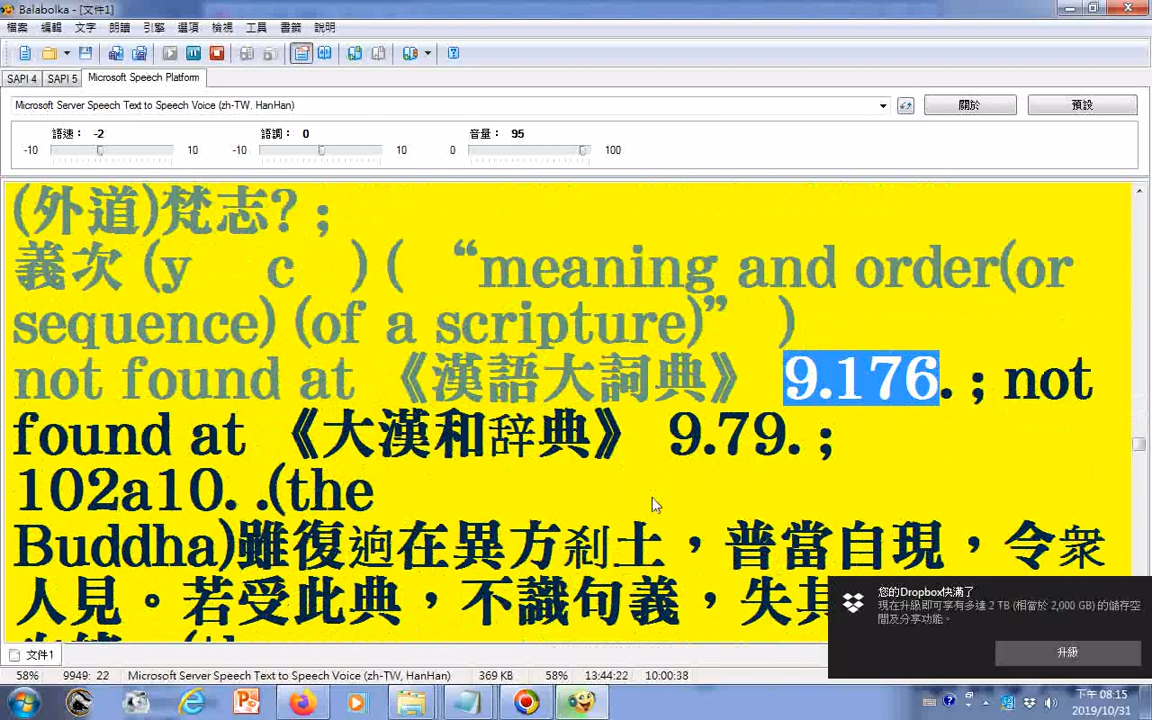 Balabolka - [文件1]
檔案 編輯 文字 朗讀 引擎 選項 檢視 工具 書籤 說明
SAPI 4 SAPI 5 Microsoft Speech Platform
Microsoft Server Speech Text to Speech Voice (zh-TW, HanHan)
關於 預設
語速： -2 語調： 0 音量： 95
-10 10 -10 10 0 100
(外道)梵志? ;
義次 (y c ) ( “meaning and order(or
sequence) (of a scripture)” )
not found at 《漢語大詞典》 9.176. ; not
found at 《大漢和辞典》 9.79. ;
102a10. .(the
Buddha)雖復迥在異方剎土，普當自現，令衆
人見。若受此典，不識句義，失其
您的Dropbox快滿了
現在升級即可享有多達 2 TB (相當於 2,000 GB) 的儲存空
間及分享功能。
升級
文件1
58% 9949: 22 Microsoft Server Speech Text to Speech Voice (zh-TW, HanHan) 369 KB 58% 13:44:22 10:00:38
下午 08:15
2019/10/31